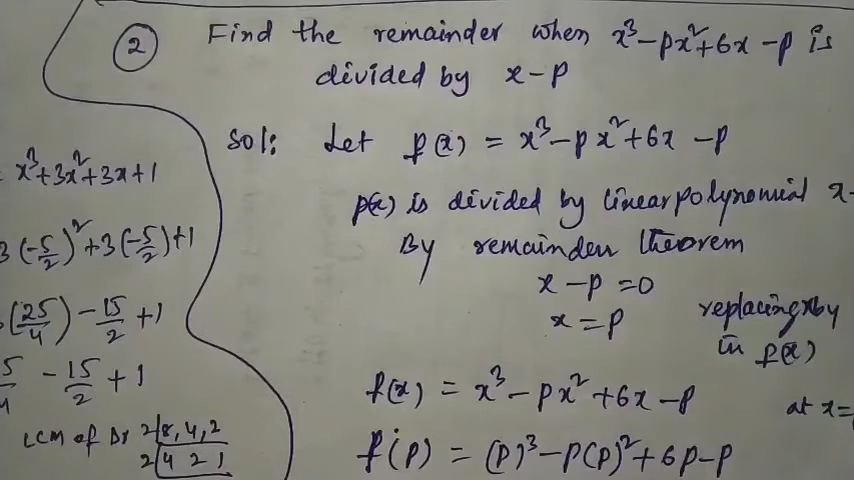 ② Find the remainder when x³-px²+6x-p is
divided by x-p
Sol: Let p(x) = x³-px²+6x-p
p(x) is divided by linear polynomial x-
By remainder theorem
x-p=0
x=p
replacing x by
in p(x)
p(x) = x³-px²+6x-p
at x=
p(p) = (p)³-p(p)²+6p-p
= x³+3x²+3x+1
3(-5/2)²+3(-5/2)+1
(25/4)-15/2+1
5/4 -15/2+1
LCM of Dr 2|8,4,2
2|4 2 1